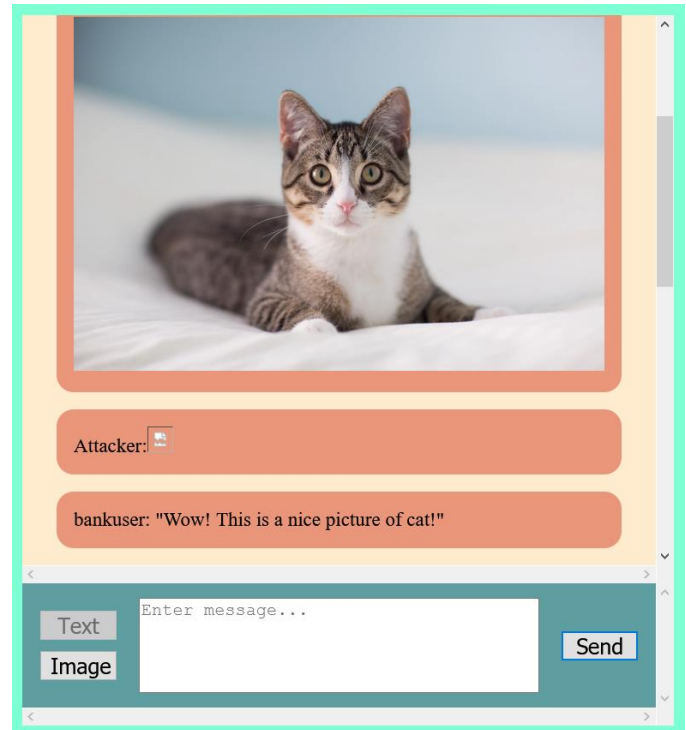 Attacker:
bankuser: "Wow! This is a nice picture of cat!"
Text
Image
Enter message...
Send